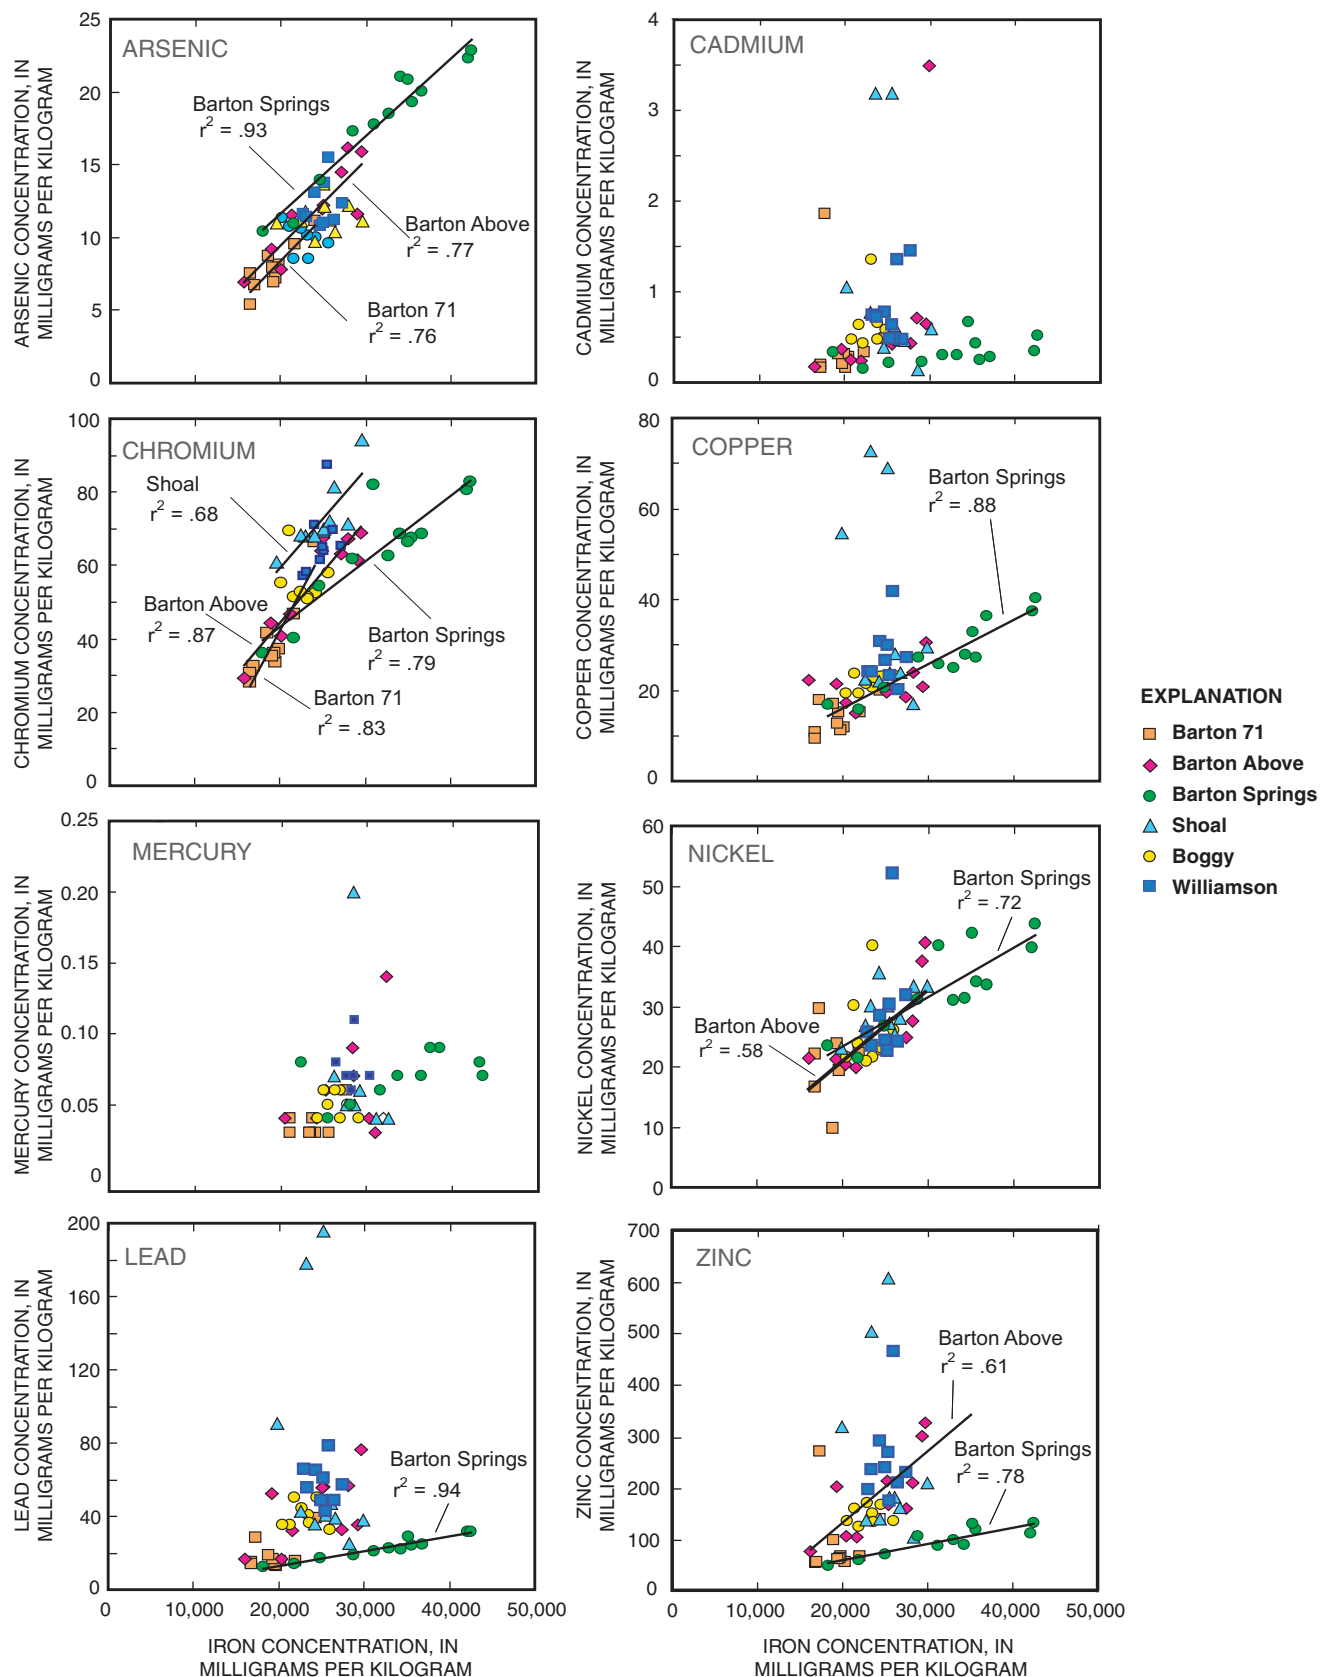 ARSENIC CONCENTRATION, IN
MILLIGRAMS PER KILOGRAM
25
20
15
10
5
0
ARSENIC
Barton Springs
r2 = .93
Barton Above
r2 = .77
Barton 71
r2 = .76
CADMIUM CONCENTRATION, IN
MILLIGRAMS PER KILOGRAM
4
3
2
1
0
CADMIUM
CHROMIUM CONCENTRATION, IN
MILLIGRAMS PER KILOGRAM
100
80
60
40
20
0
CHROMIUM
Shoal
r2 = .68
Barton Above
r2 = .87
Barton Springs
r2 = .79
Barton 71
r2 = .83
COPPER CONCENTRATION, IN
MILLIGRAMS PER KILOGRAM
80
60
40
20
0
COPPER
Barton Springs
r2 = .88
EXPLANATION
Barton 71
Barton Above
Barton Springs
Shoal
Boggy
Williamson
MERCURY CONCENTRATION, IN
MILLIGRAMS PER KILOGRAM
0.25
0.20
0.15
0.10
0.05
0
MERCURY
NICKEL CONCENTRATION, IN
MILLIGRAMS PER KILOGRAM
60
50
40
30
20
10
0
NICKEL
Barton Springs
r2 = .72
Barton Above
r2 = .58
LEAD CONCENTRATION, IN
MILLIGRAMS PER KILOGRAM
200
160
120
80
40
0
LEAD
Barton Springs
r2 = .94
0 10,000 20,000 30,000 40,000 50,000
IRON CONCENTRATION, IN
MILLIGRAMS PER KILOGRAM
ZINC CONCENTRATION, IN
MILLIGRAMS PER KILOGRAM
700
600
500
400
300
200
100
0
ZINC
Barton Above
r2 = .61
Barton Springs
r2 = .78
0 10,000 20,000 30,000 40,000 50,000
IRON CONCENTRATION, IN
MILLIGRAMS PER KILOGRAM